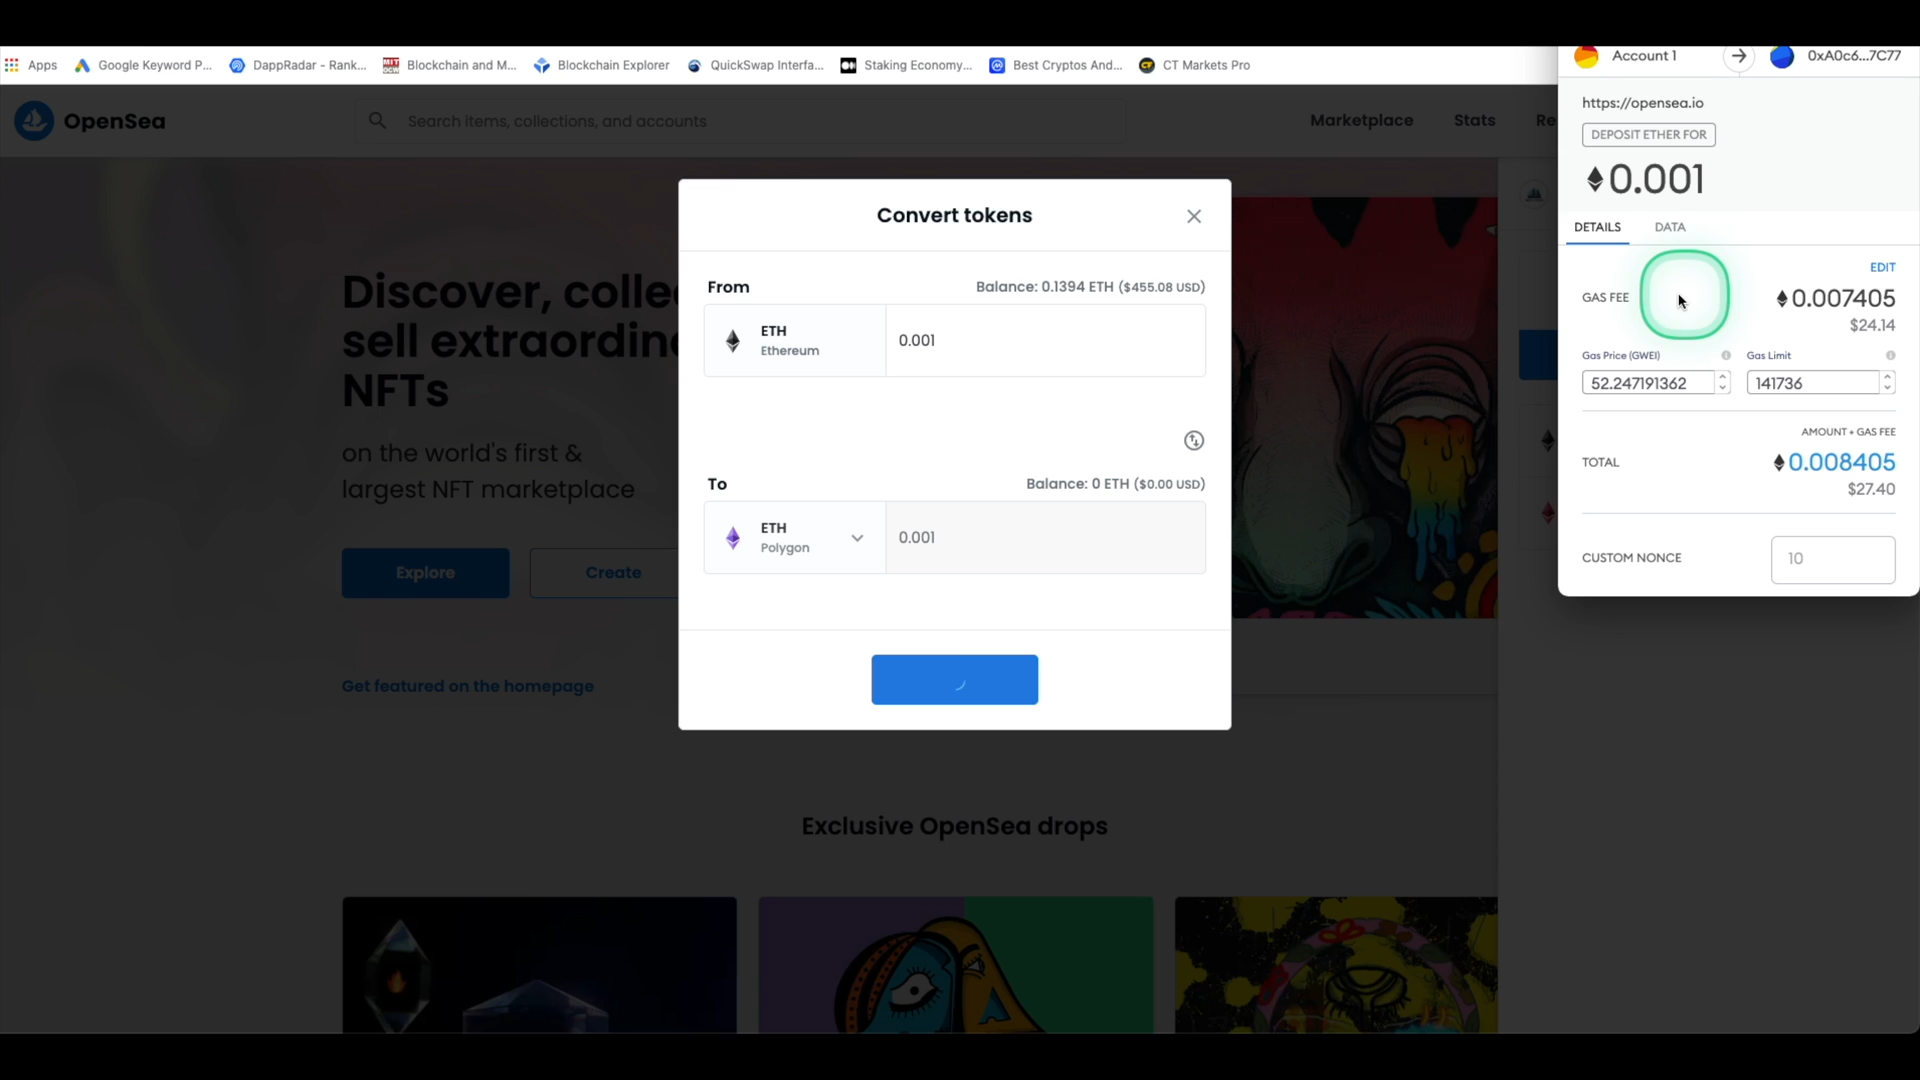 Apps
Google Keyword P...
DappRadar - Rank...
Blockchain and M...
Blockchain Explorer
QuickSwap Interfa...
Staking Economy...
Best Cryptos And...
CT Markets Pro
OpenSea
Search items, collections, and accounts
Marketplace
Stats
Re
Discover, colle
sell extraordin
NFTs
on the world's first &
largest NFT marketplace
Explore
Create
Get featured on the homepage
Convert tokens
From
Balance: 0.1394 ETH ($455.08 USD)
ETH
Ethereum
0.001
To
Balance: 0 ETH ($0.00 USD)
ETH
Polygon
0.001
Exclusive OpenSea drops
Account 1
0xA0c6...7C77
https://opensea.io
DEPOSIT ETHER FOR
0.001
DETAILS
DATA
EDIT
GAS FEE
0.007405
$24.14
Gas Price (GWEI)
Gas Limit
52.247191362
141736
AMOUNT + GAS FEE
TOTAL
0.008405
$27.40
CUSTOM NONCE
10